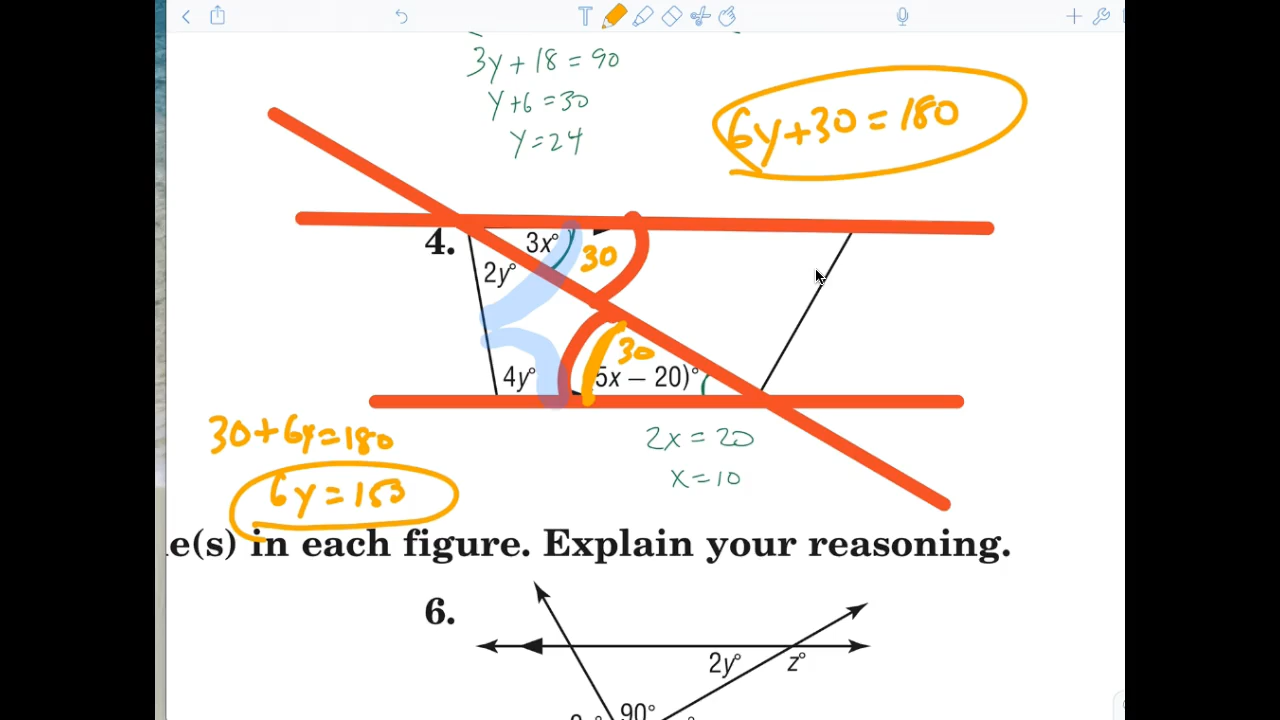 3y + 18 = 90
y + 6 = 30
y = 24
6y + 30 = 180
4.
3x°
30
2y°
30
4y°
5x – 20)°
30 + 6y = 180
2x = 20
x = 10
6y = 150
e(s) in each figure. Explain your reasoning.
6.
2y°
z°
90°